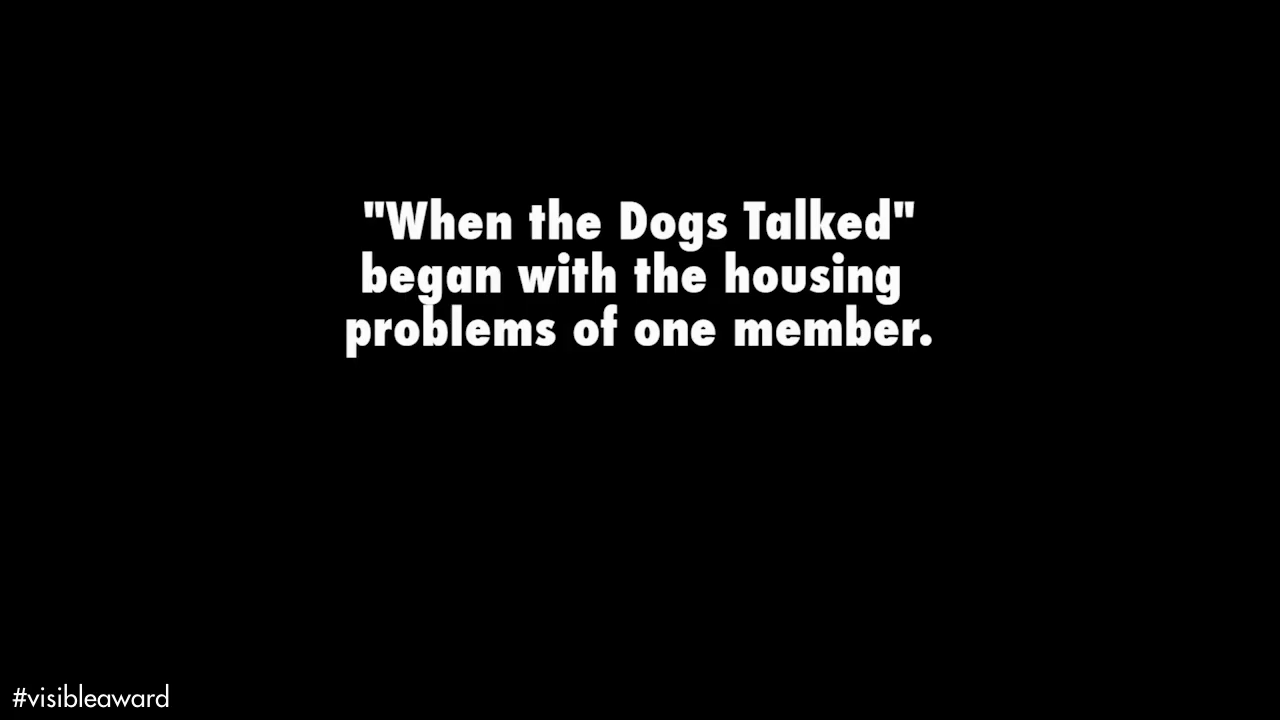 "When the Dogs Talked"
began with the housing
problems of one member.
#visibleaward